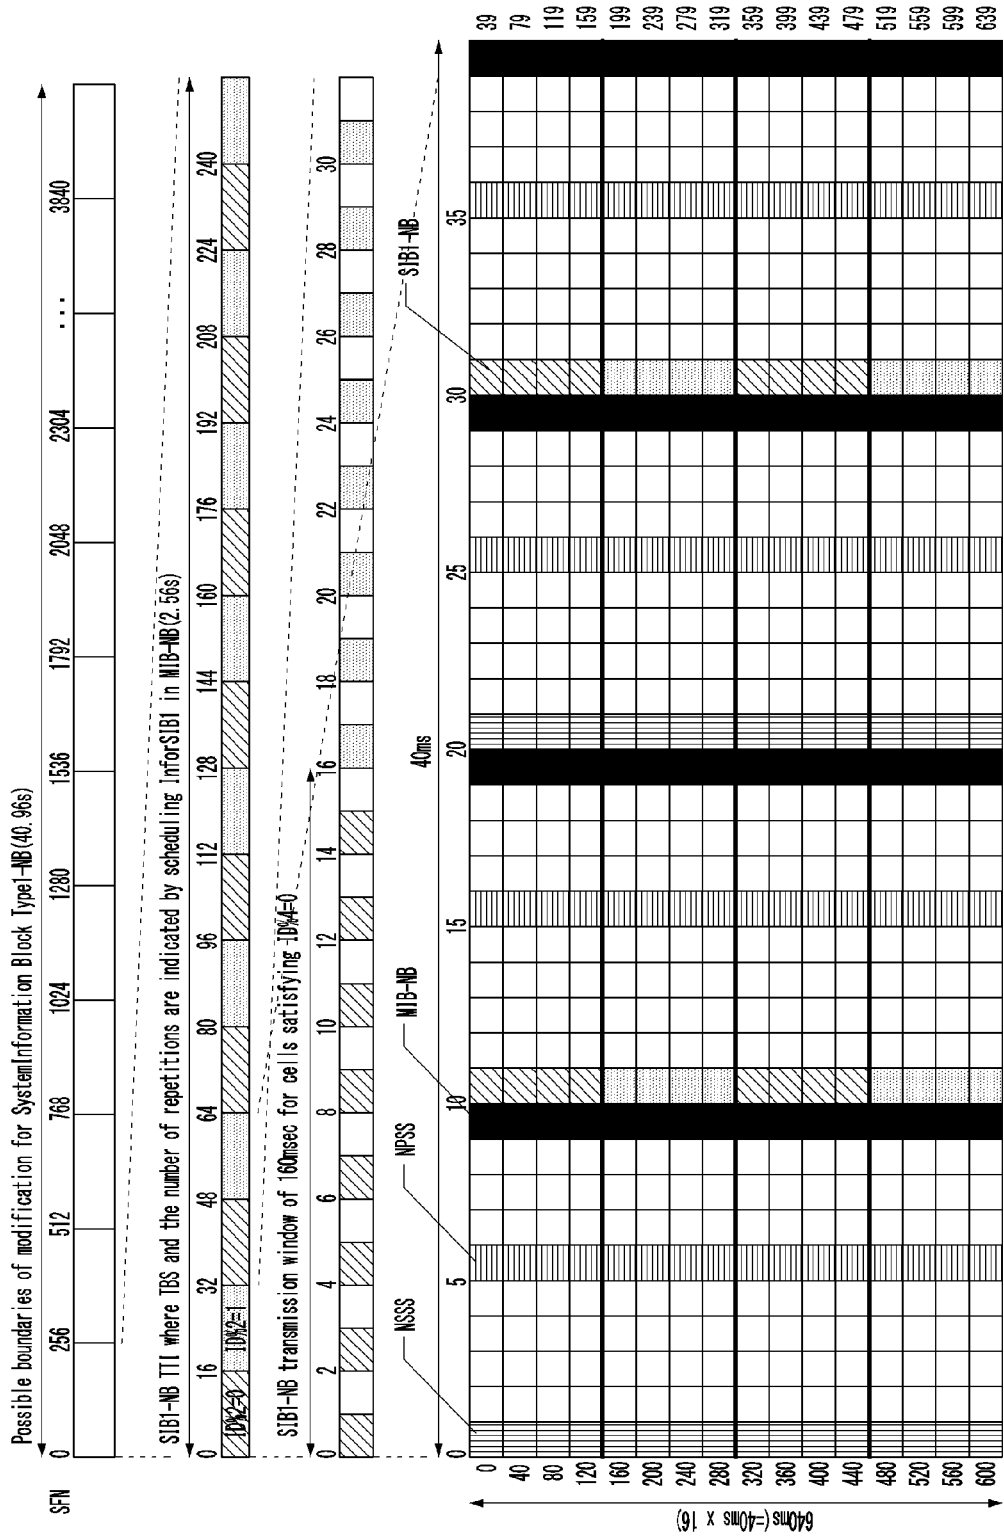 Possible boundaries of modification for SystemInformation Block Type1-NB(40.96s)
SFN 0 256 512 768 1024 1280 1536 1792 2048 2304 ... 3840
SIB1-NB TTI where TBS and the number of repetitions are indicated by scheduling InforSIB1 in MIB-NB(2.56s)
0 16 32 48 64 80 96 112 128 144 160 176 192 208 224 240
ID%2=0 ID%2=1
SIB1-NB transmission window of 160msec for cells satisfying ID%4=0
0 2 4 6 8 10 12 14 16 18 20 22 24 26 28 30
NSSS NPSS MIB-NB 40ms SIB1-NB
0 5 10 15 20 25 30 35
0 39
40 79
80 119
120 159
160 199
200 239
240 279
280 319
320 359
360 399
400 439
440 479
480 519
520 559
560 599
600 639
640ms(=40ms x 16)